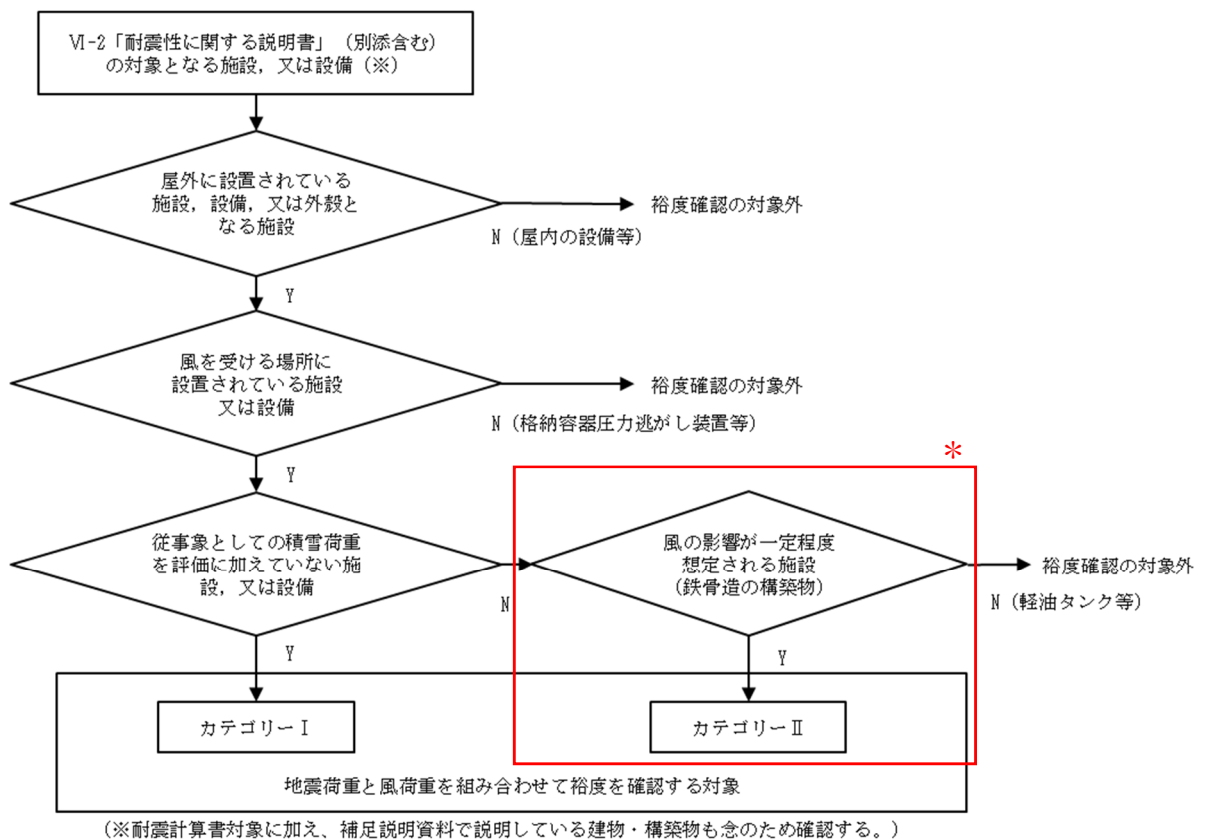 Ⅵ-2「耐震性に関する説明書」（別添含む）
の対象となる施設，又は設備（※）
屋外に設置されている
施設，設備，又は外殻と
なる施設
裕度確認の対象外
N（屋内の設備等）
Y
風を受ける場所に
設置されている施設
又は設備
裕度確認の対象外
N（格納容器圧力逃がし装置等）
Y
＊
従事象としての積雪荷重
を評価に加えていない施
設，又は設備
N
風の影響が一定程度
想定される施設
（鉄骨造の構築物）
裕度確認の対象外
N（軽油タンク等）
Y
Y
カテゴリーⅠ
カテゴリーⅡ
地震荷重と風荷重を組み合わせて裕度を確認する対象
（※耐震計算書対象に加え、補足説明資料で説明している建物・構築物も念のため確認する。）